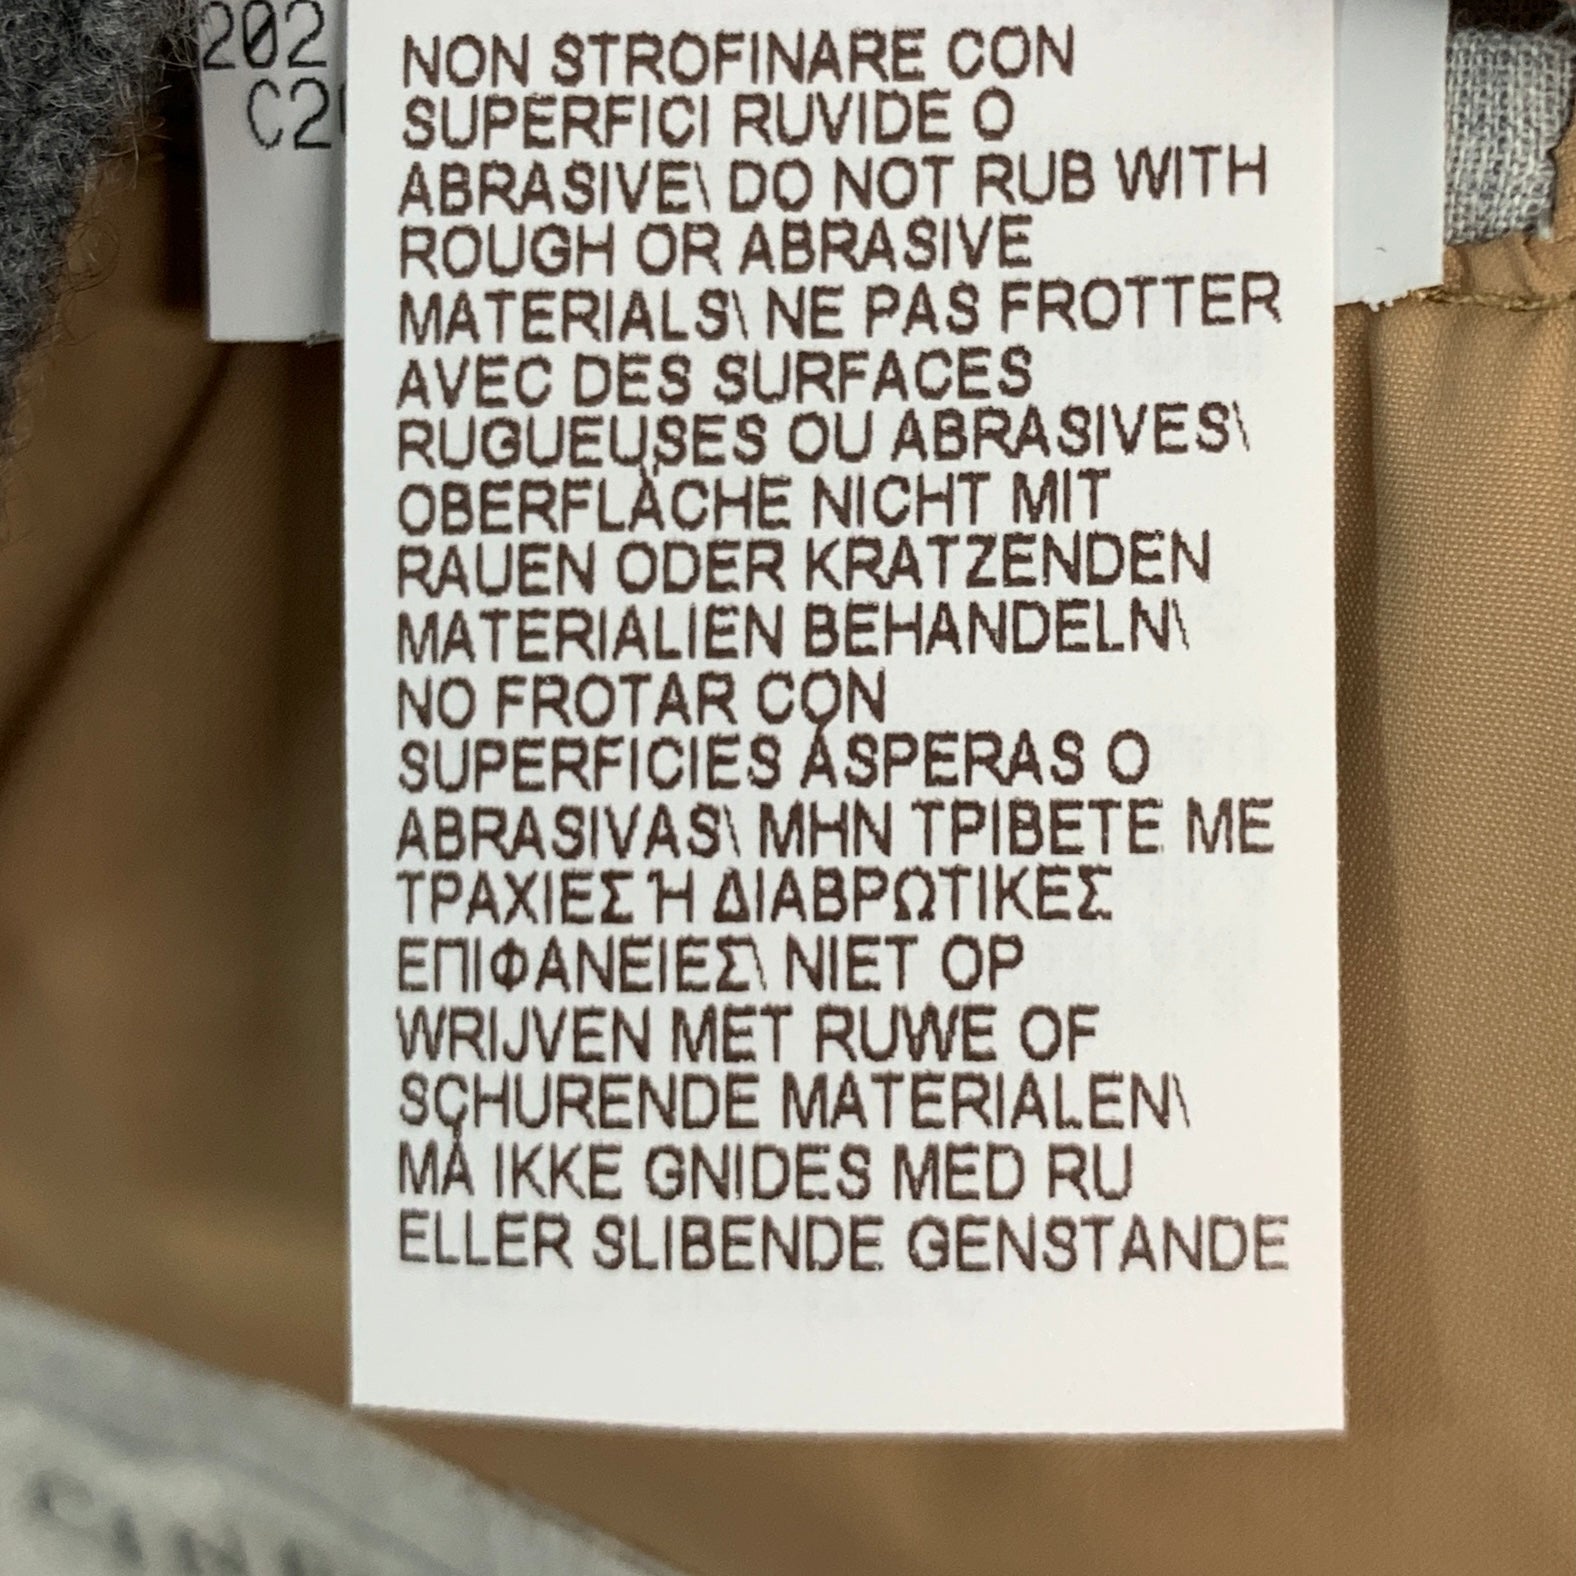 202
NON STROFINARE CON
SUPERFICI RUVIDE O
ABRASIVE\ DO NOT RUB WITH
ROUGH OR ABRASIVE
MATERIALS\ NE PAS FROTTER
AVEC DES SURFACES
RUGUEUSES OU ABRASIVES\
OBERFLÄCHE NICHT MIT
RAUEN ODER KRATZENDEN
MATERIALIEN BEHANDELN\
NO FROTAR CON
SUPERFICIES ÁSPERAS O
ABRASIVAS\ ΜΗΝ ΤΡΙΒΕΤΕ ΜΕ
ΤΡΑΧΙΕΣ Ή ΔΙΑΒΡΩΤΙΚΕΣ
ΕΠΙΦΑΝΕΙΕΣ\ NIET OP
WRIJVEN MET RUWE OF
SCHURENDE MATERIALEN\
MÅ IKKE GNIDES MED RU
ELLER SLIBENDE GENSTANDE